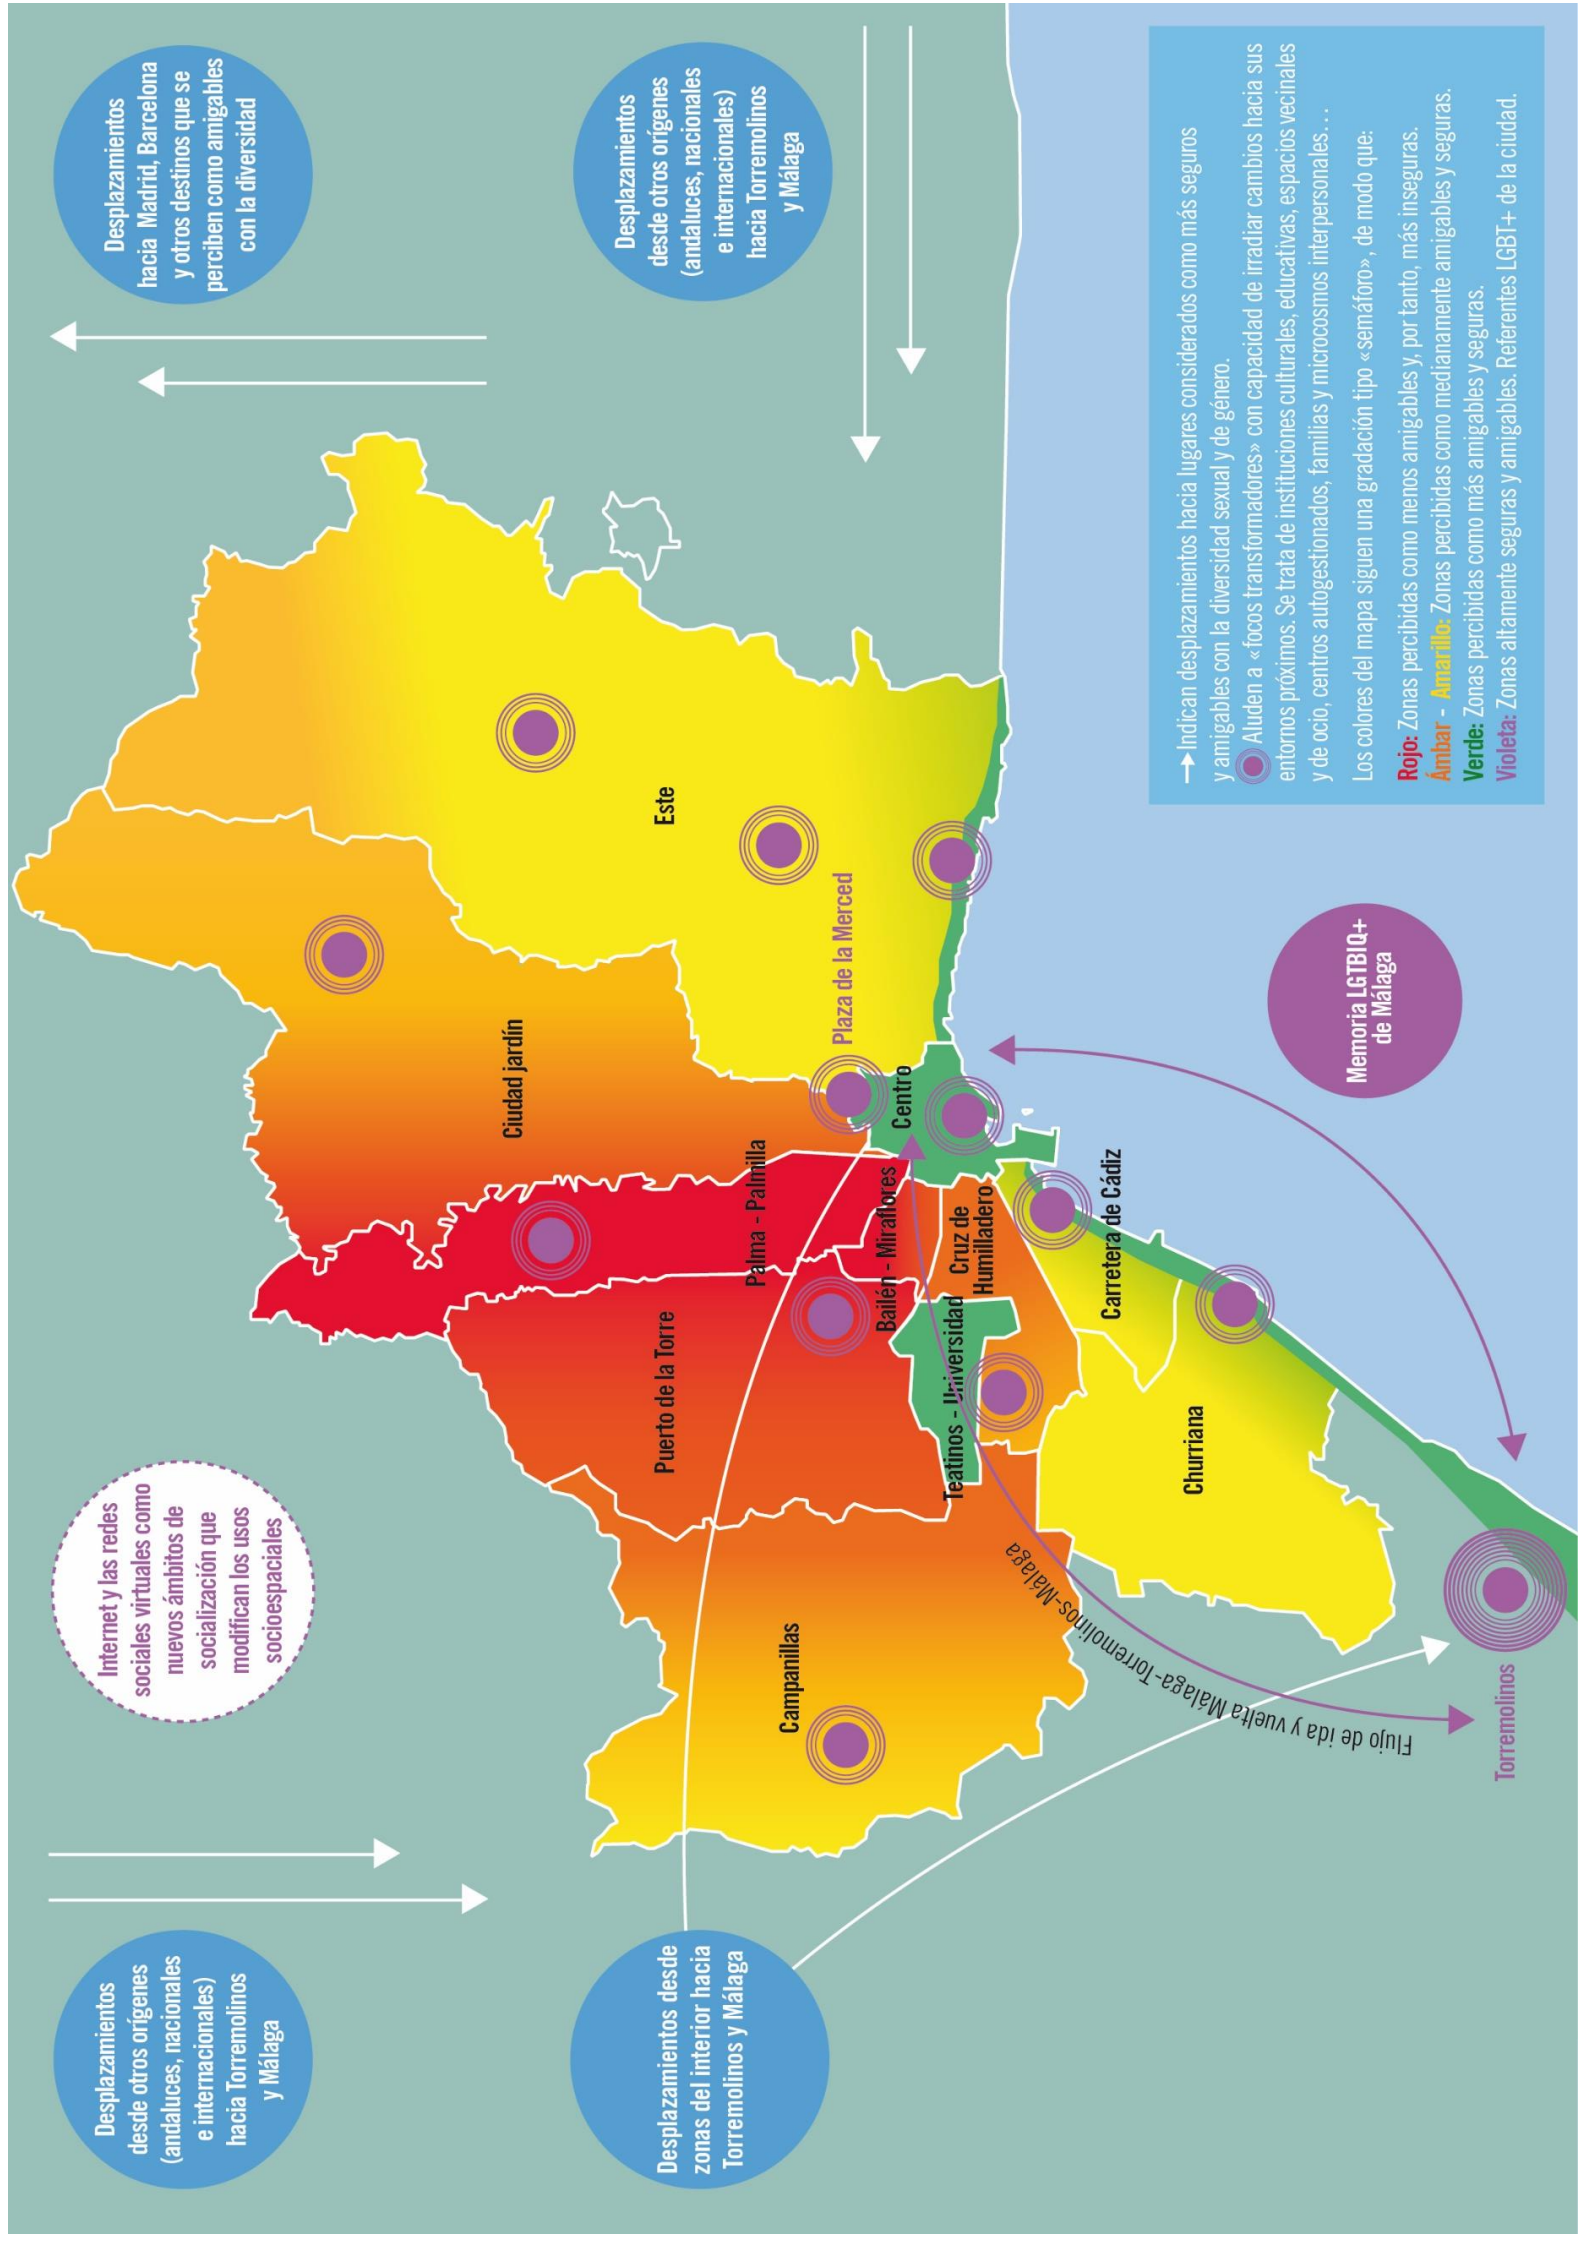 Desplazamientos
desde otros orígenes
(andaluces, nacionales
e internacionales)
hacia Torremolinos
y Málaga
Internet y las redes
sociales virtuales como
nuevos ámbitos de
socialización que
modifican los usos
socioespaciales
Desplazamientos
hacia Madrid, Barcelona
y otros destinos que se
perciben como amigables
con la diversidad
Desplazamientos desde
zonas del interior hacia
Torremolinos y Málaga
Desplazamientos
desde otros orígenes
(andaluces, nacionales
e internacionales)
hacia Torremolinos
y Málaga
Ciudad jardín
Puerto de la Torre
Este
Palma - Palmilla
Campanillas
Plaza de la Merced
Bailén - Miraflores
Centro
Teatinos - Universidad
Cruz de
Humilladero
Carretera de Cádiz
Churriana
Flujo de ida y vuelta Málaga-Torremolinos-Málaga
Torremolinos
Memoria LGTBIQ+
de Málaga
Indican desplazamientos hacia lugares considerados como más seguros
y amigables con la diversidad sexual y de género.
Aluden a «focos transformadores» con capacidad de irradiar cambios hacia sus
entornos próximos. Se trata de instituciones culturales, educativas, espacios vecinales
y de ocio, centros autogestionados, familias y microcosmos interpersonales…
Los colores del mapa siguen una gradación tipo «semáforo», de modo que:
Rojo: Zonas percibidas como menos amigables y, por tanto, más inseguras.
Ámbar - Amarillo: Zonas percibidas como medianamente amigables y seguras.
Verde: Zonas percibidas como más amigables y seguras.
Violeta: Zonas altamente seguras y amigables. Referentes LGBT+ de la ciudad.